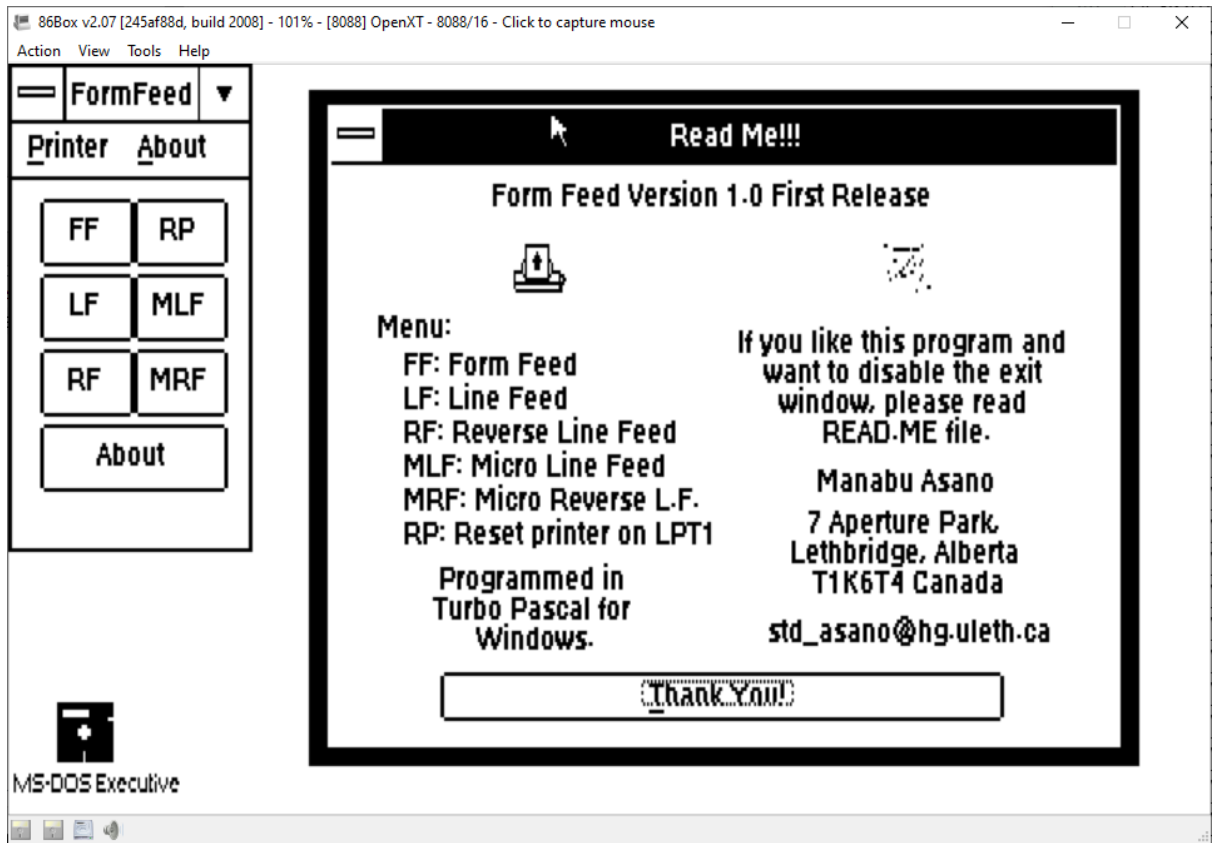 86Box v2.07 [245af88d, build 2008] - 101% - [8088] OpenXT - 8088/16 - Click to capture mouse
Action View Tools Help
FormFeed
Printer About
FF RP
LF MLF
RF MRF
About
MS-DOS Executive
Read Me!!!
Form Feed Version 1.0 First Release
Menu:
FF: Form Feed
LF: Line Feed
RF: Reverse Line Feed
MLF: Micro Line Feed
MRF: Micro Reverse L.F.
RP: Reset printer on LPT1
Programmed in
Turbo Pascal for
Windows.
If you like this program and
want to disable the exit
window, please read
READ.ME file.
Manabu Asano
7 Aperture Park,
Lethbridge, Alberta
T1K6T4 Canada
std_asano@hg.uleth.ca
Thank You!